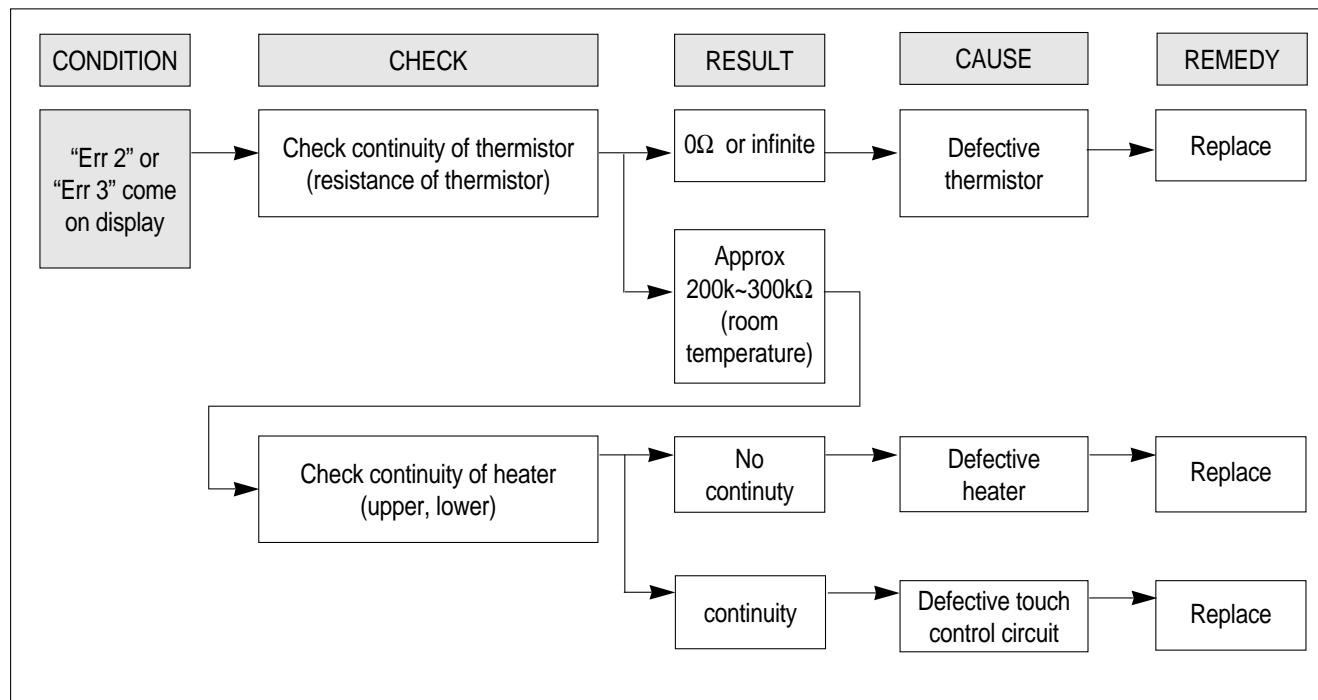 CONDITION
CHECK
RESULT
CAUSE
REMEDY
“Err 2” or
“Err 3” come
on display
Check continuity of thermistor
(resistance of thermistor)
0Ω or infinite
Defective
thermistor
Replace
Approx
200k~300kΩ
(room
temperature)
Check continuity of heater
(upper, lower)
No
continuty
Defective
heater
Replace
continuity
Defective touch
control circuit
Replace